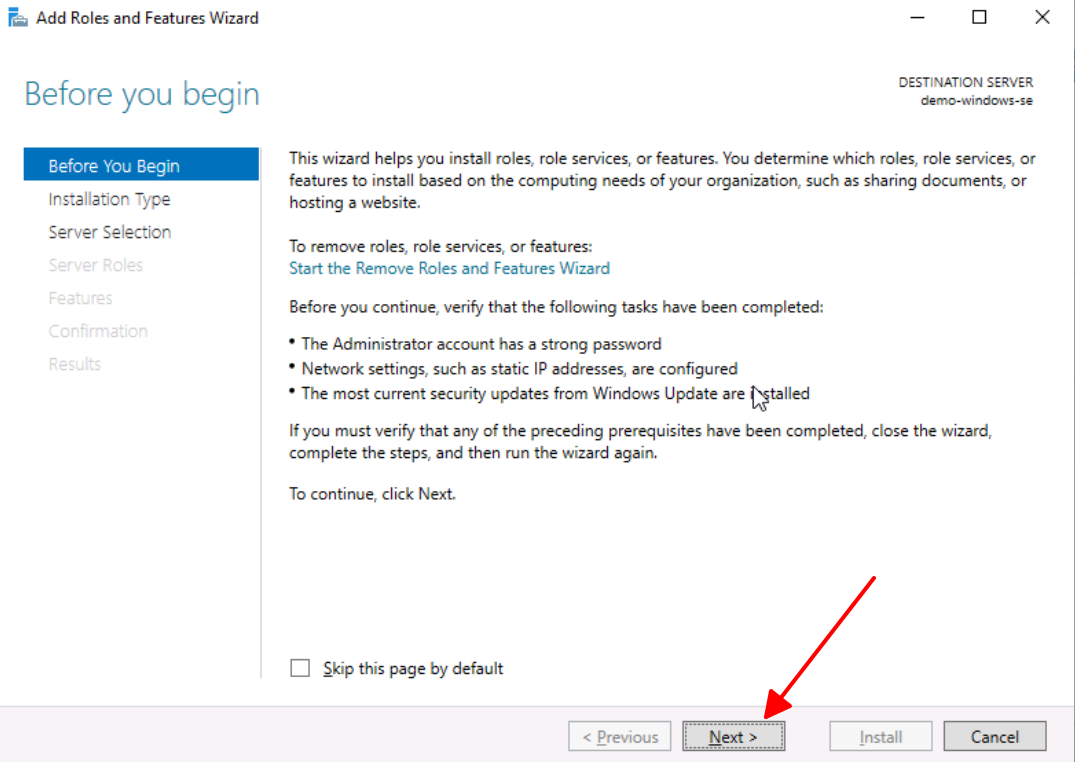 Add Roles and Features Wizard
Before you begin
DESTINATION SERVER
demo-windows-se
Before You Begin
Installation Type
Server Selection
Server Roles
Features
Confirmation
Results
This wizard helps you install roles, role services, or features. You determine which roles, role services, or
features to install based on the computing needs of your organization, such as sharing documents, or
hosting a website.
To remove roles, role services, or features:
Start the Remove Roles and Features Wizard
Before you continue, verify that the following tasks have been completed:
• The Administrator account has a strong password
• Network settings, such as static IP addresses, are configured
• The most current security updates from Windows Update are installed
If you must verify that any of the preceding prerequisites have been completed, close the wizard,
complete the steps, and then run the wizard again.
To continue, click Next.
Skip this page by default
< Previous
Next >
Install
Cancel